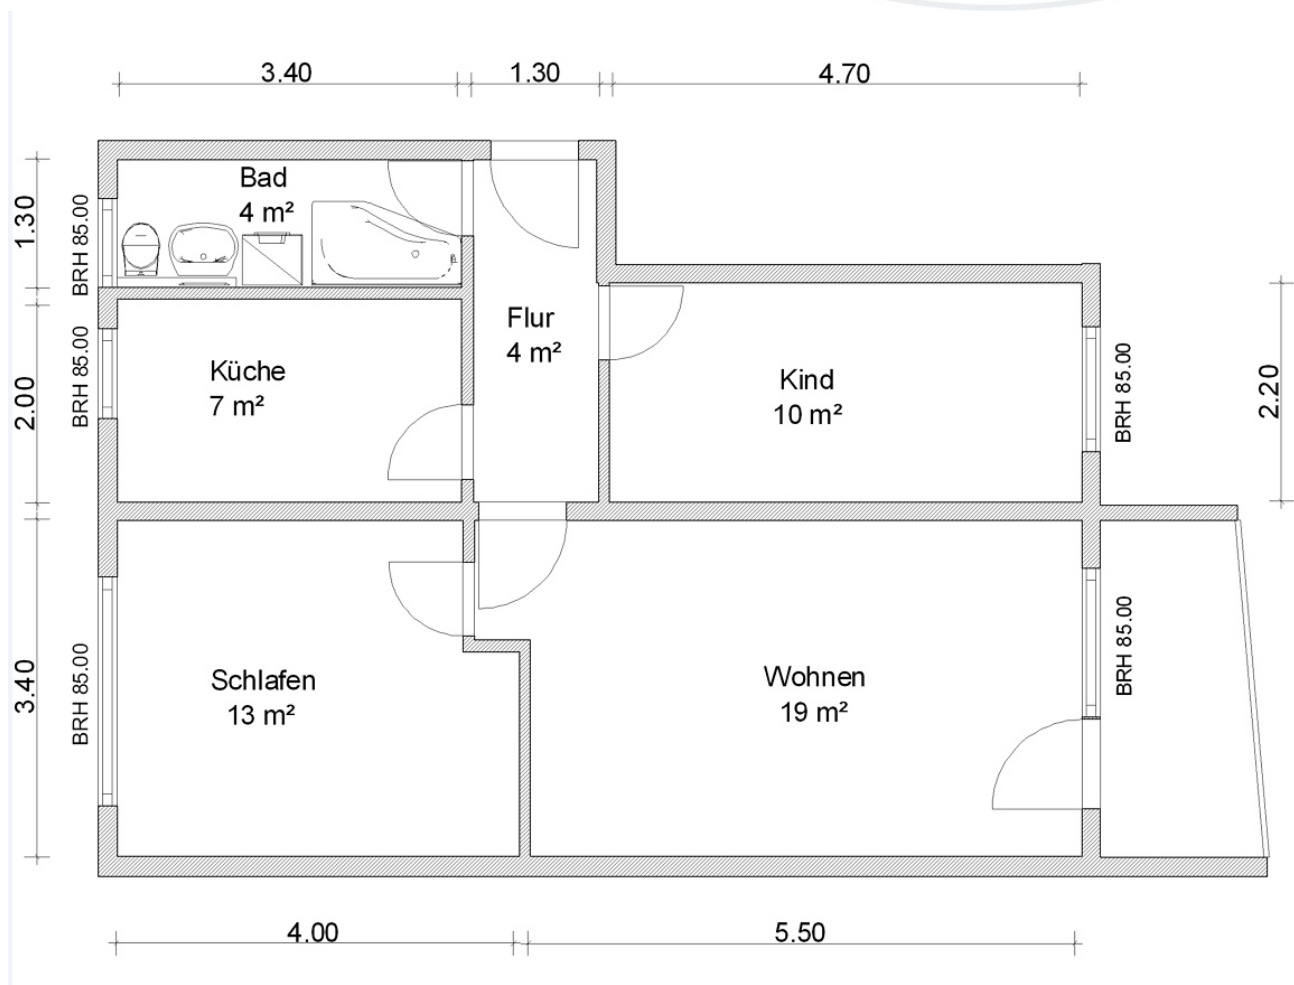 3.40
1.30
4.70
Bad
4 m²
1.30
BRH 85.00
Flur
4 m²
Küche
7 m²
2.00
BRH 85.00
Kind
10 m²
BRH 85.00
2.20
Schlafen
13 m²
3.40
BRH 85.00
Wohnen
19 m²
BRH 85.00
4.00
5.50